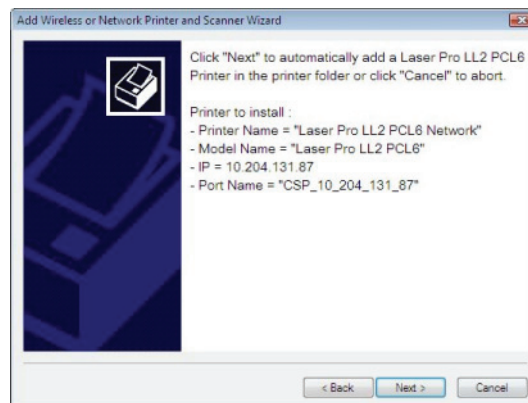 Add Wireless or Network Printer and Scanner Wizard
Click "Next" to automatically add a Laser Pro LL2 PCL6
Printer in the printer folder or click "Cancel" to abort.
Printer to install :
- Printer Name = "Laser Pro LL2 PCL6 Network"
- Model Name = "Laser Pro LL2 PCL6"
- IP = 10.204.131.87
- Port Name = "CSP_10_204_131_87"
< Back Next > Cancel